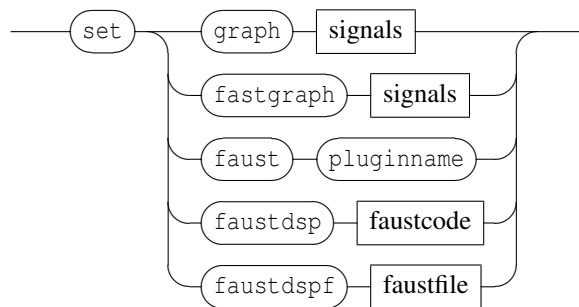 set graph signals
fastgraph signals
faust pluginname
faustdsp faustcode
faustdspf faustfile